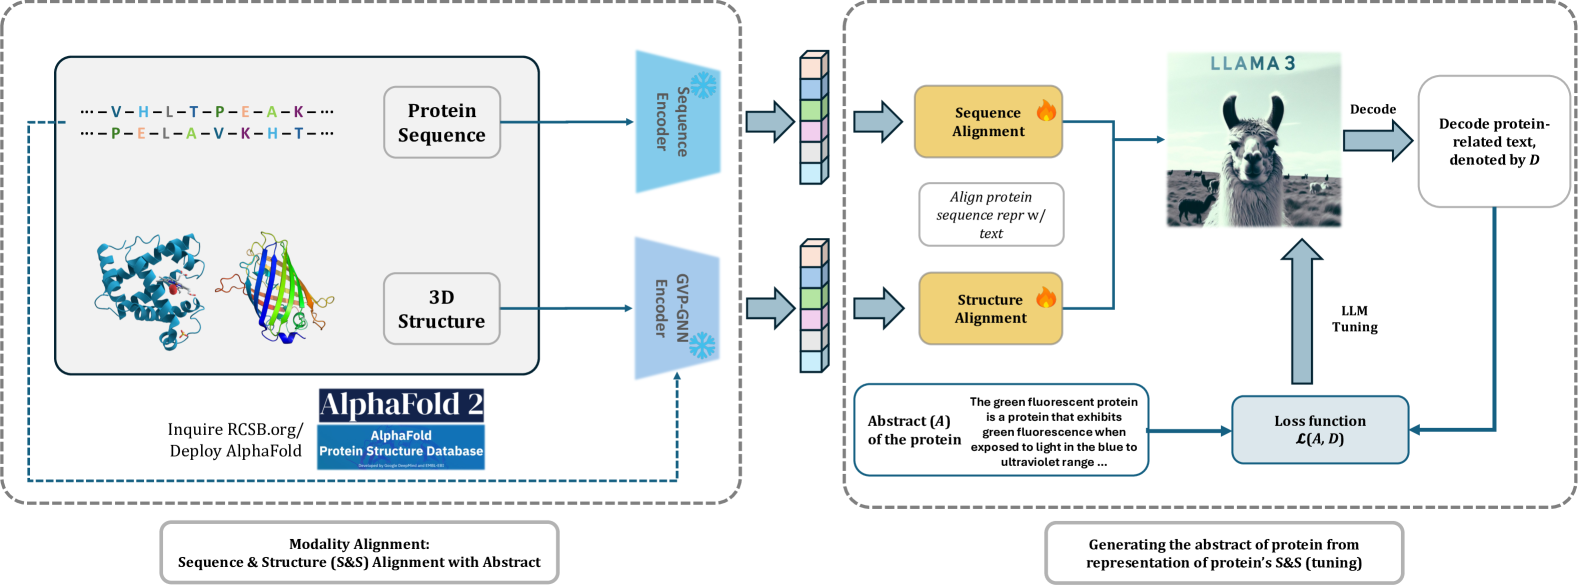 ··· V – H – L – T – P – E – A – K – ···
··· P – E – L – A – V – K – H – T – ···
Protein
Sequence
Sequence
Encoder
3D
Structure
GVP-GNN
Encoder
Inquire RCSB.org/
Deploy AlphaFold
AlphaFold 2
AlphaFold
Protein Structure Database
Developed by Google DeepMind and EMBL-EBI
Modality Alignment:
Sequence & Structure (S&S) Alignment with Abstract
Sequence
Alignment
Align protein
sequence repr w/
text
Structure
Alignment
LLAMA 3
Decode
Decode protein-
related text,
denoted by D
LLM
Tuning
Abstract (A)
of the protein
The green fluorescent protein
is a protein that exhibits
green fluorescence when
exposed to light in the blue to
ultraviolet range ...
Loss function
ℒ(A, D)
Generating the abstract of protein from
representation of protein's S&S (tuning)